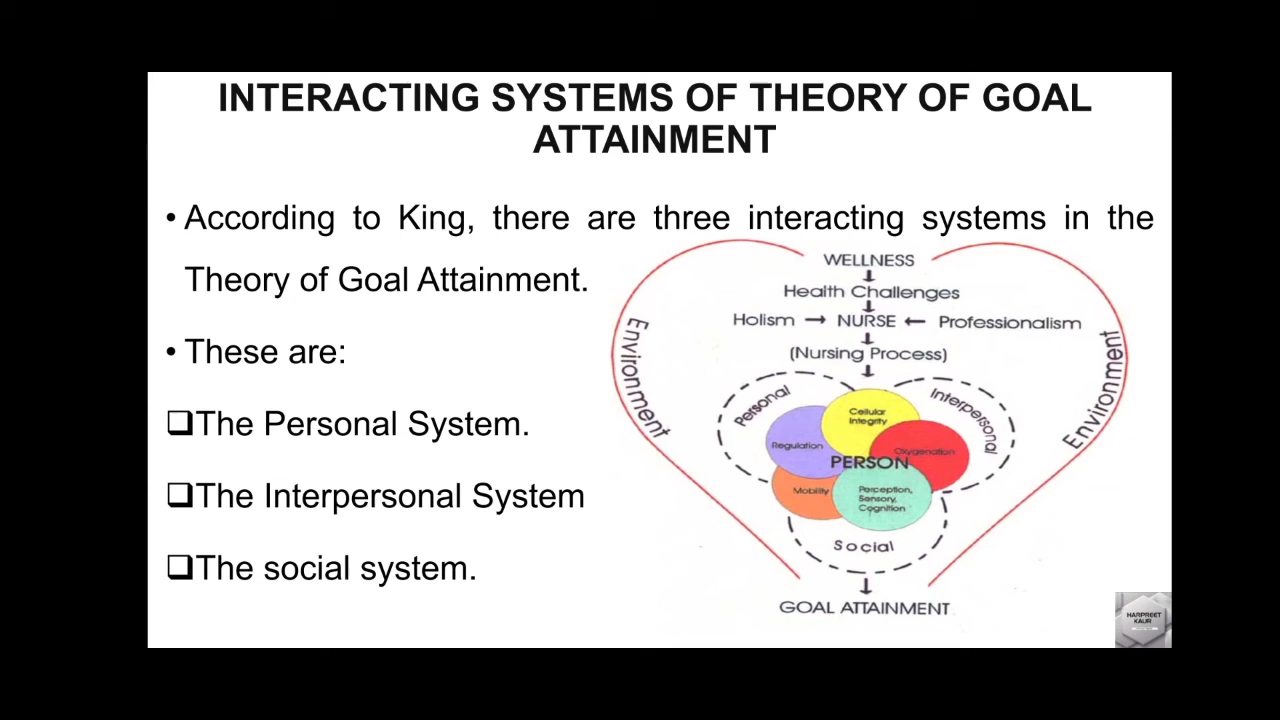 INTERACTING SYSTEMS OF THEORY OF GOAL
ATTAINMENT
• According to King, there are three interacting systems in the
Theory of Goal Attainment.
• These are:
❑The Personal System.
❑The Interpersonal System
❑The social system.
WELLNESS
Health Challenges
Holism → NURSE ← Professionalism
(Nursing Process)
Environment
Environment
Personal
Interpersonal
Cellular
Integrity
Regulation
Oxygenation
PERSON
Mobility
Perception,
Sensory,
Cognition
Social
GOAL ATTAINMENT
HARPREET
KAUR